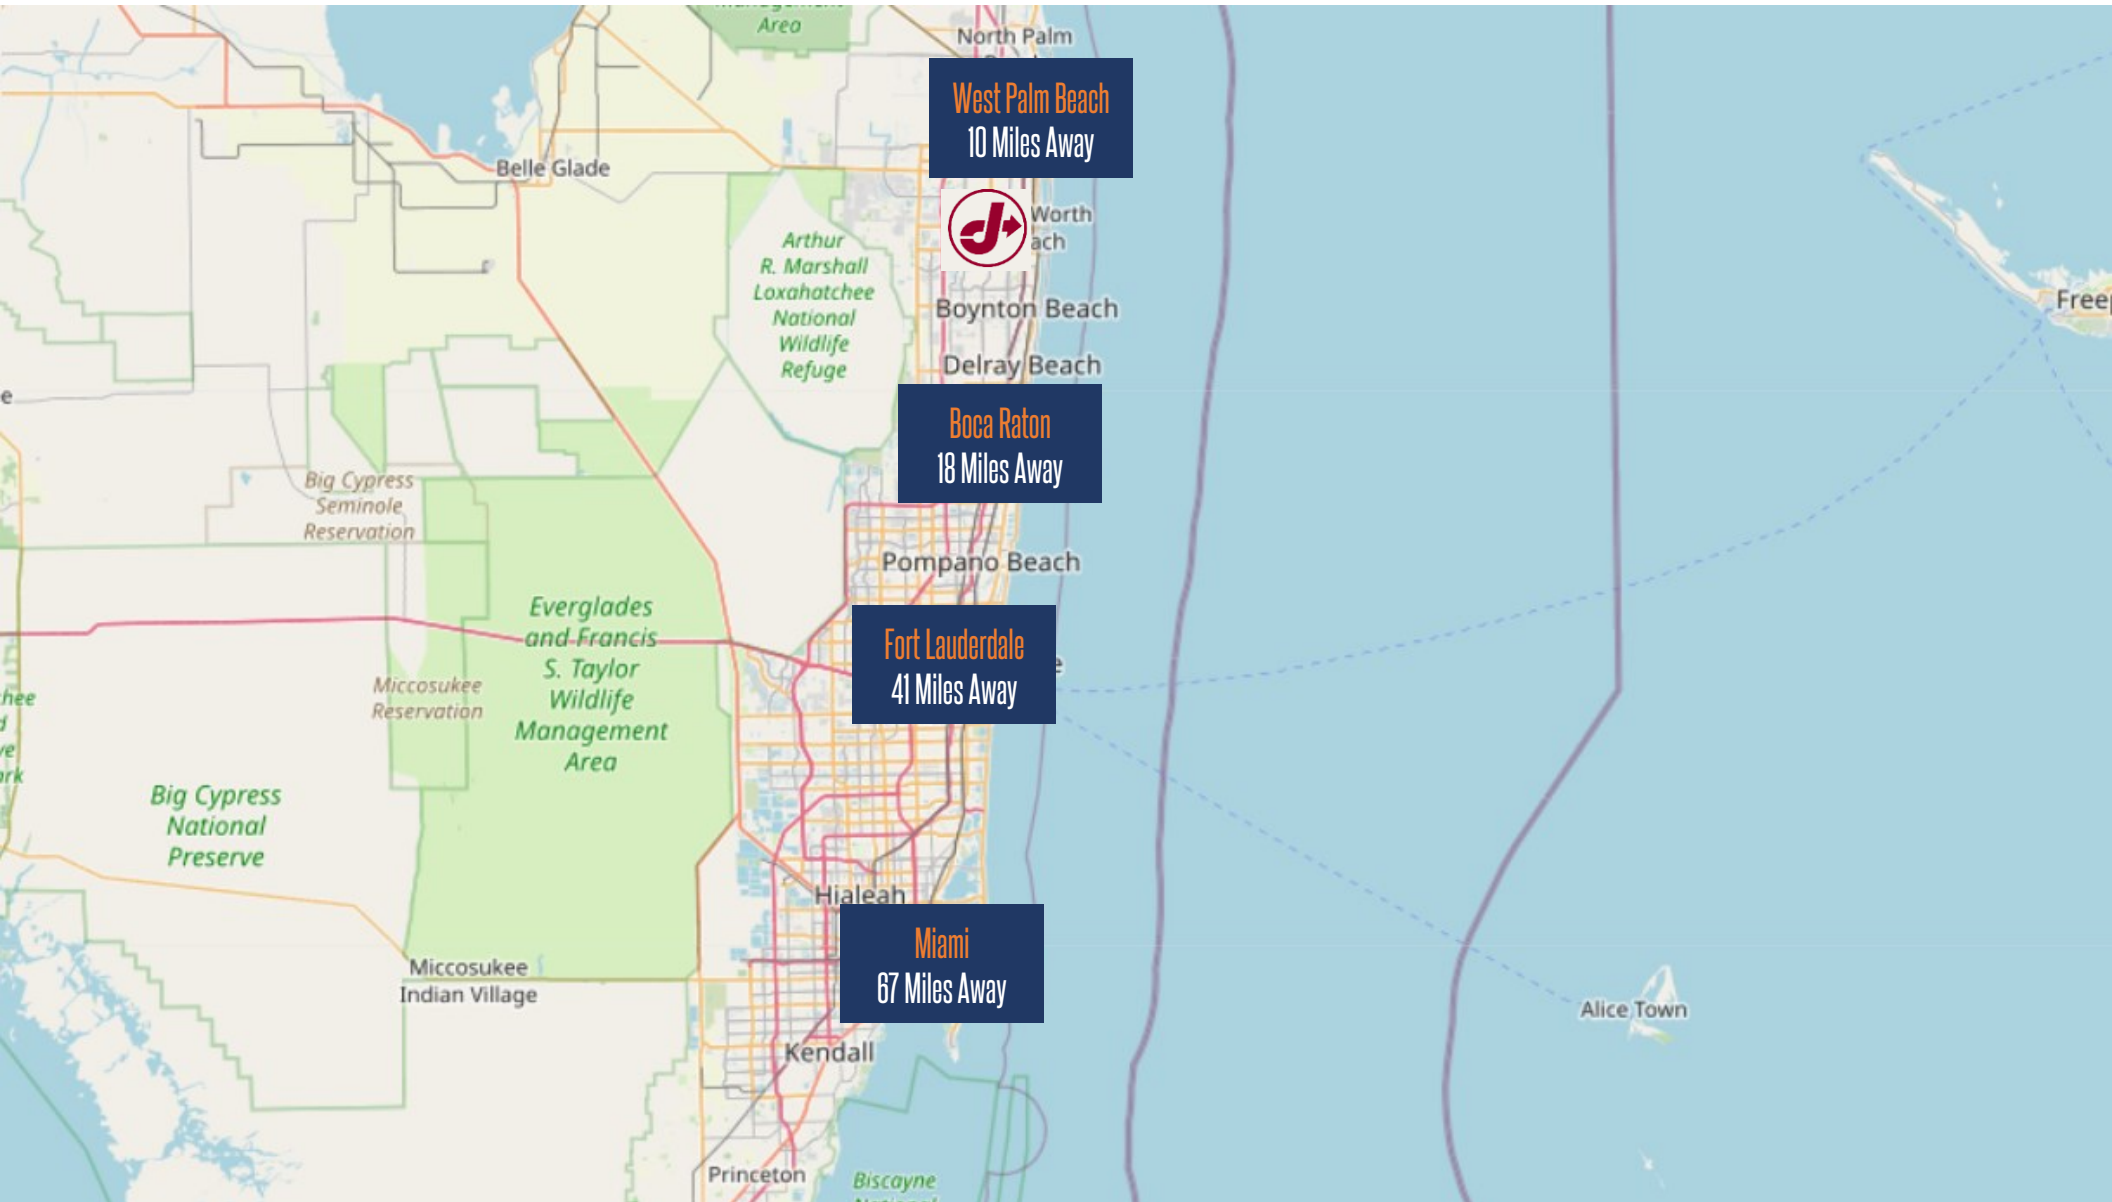 Area
North Palm
West Palm Beach
10 Miles Away
Belle Glade
Worth
ach
Arthur
R. Marshall
Loxahatchee
National
Wildlife
Refuge
Boynton Beach
Delray Beach
Free
e
Boca Raton
18 Miles Away
Big Cypress
Seminole
Reservation
Pompano Beach
Everglades
and Francis
S. Taylor
Wildlife
Management
Area
Fort Lauderdale
41 Miles Away
e
Miccosukee
Reservation
hee
d
ve
ark
Big Cypress
National
Preserve
Hialeah
Miami
67 Miles Away
Miccosukee
Indian Village
Alice Town
Kendall
Princeton
Biscayne